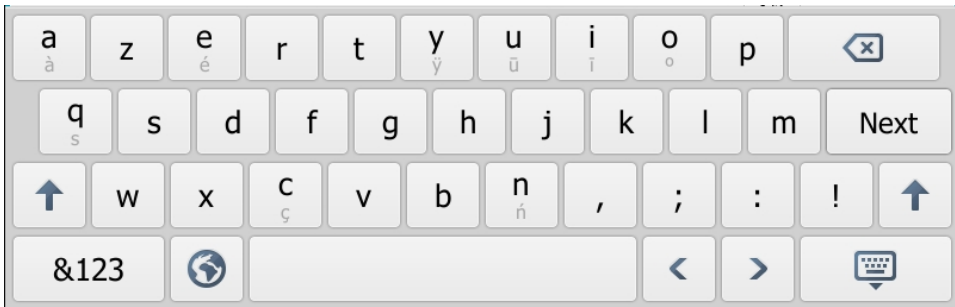 a z e r t y u i o p
à é ÿ ū ī o
q s d f g h j k l m Next
s
w x c v b n , ; : !
ç ń
&123 < >